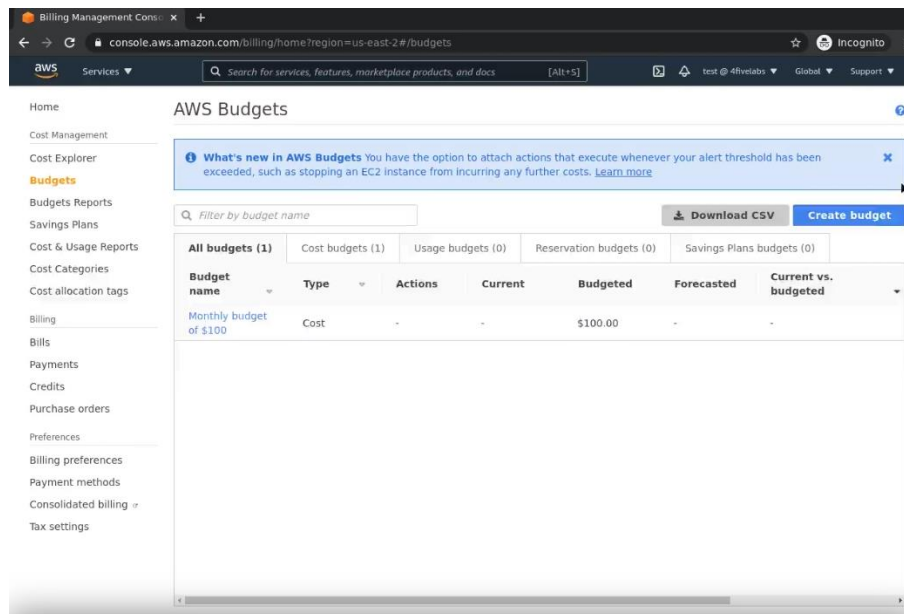 Billing Management Conso
console.aws.amazon.com/billing/home?region=us-east-2#/budgets
Incognito
aws
Services
Search for services, features, marketplace products, and docs
[Alt+S]
test @ 4fivelabs
Global
Support
Home
Cost Management
Cost Explorer
Budgets
Budgets Reports
Savings Plans
Cost & Usage Reports
Cost Categories
Cost allocation tags
Billing
Bills
Payments
Credits
Purchase orders
Preferences
Billing preferences
Payment methods
Consolidated billing
Tax settings
AWS Budgets
What's new in AWS Budgets You have the option to attach actions that execute whenever your alert threshold has been
exceeded, such as stopping an EC2 instance from incurring any further costs. Learn more
Filter by budget name
Download CSV
Create budget
All budgets (1)
Cost budgets (1)
Usage budgets (0)
Reservation budgets (0)
Savings Plans budgets (0)
Budget
name
Type
Actions
Current
Budgeted
Forecasted
Current vs.
budgeted
Monthly budget
of $100
Cost
-
-
$100.00
-
-